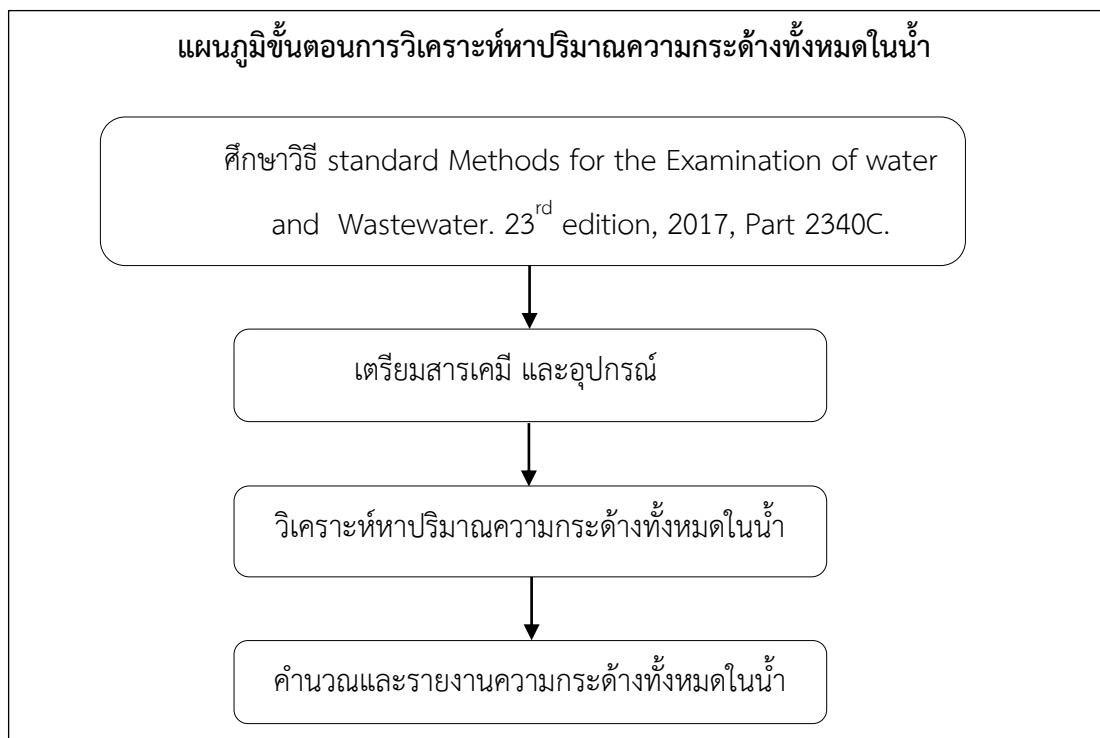 แผนภูมิขั้นตอนการวิเคราะห์หาปริมาณความกระด้างทั้งหมดในน้ำ
ศึกษาวิธี standard Methods for the Examination of water
and Wastewater. 23rd edition, 2017, Part 2340C.
เตรียมสารเคมี และอุปกรณ์
วิเคราะห์หาปริมาณความกระด้างทั้งหมดในน้ำ
คำนวณและรายงานความกระด้างทั้งหมดในน้ำ